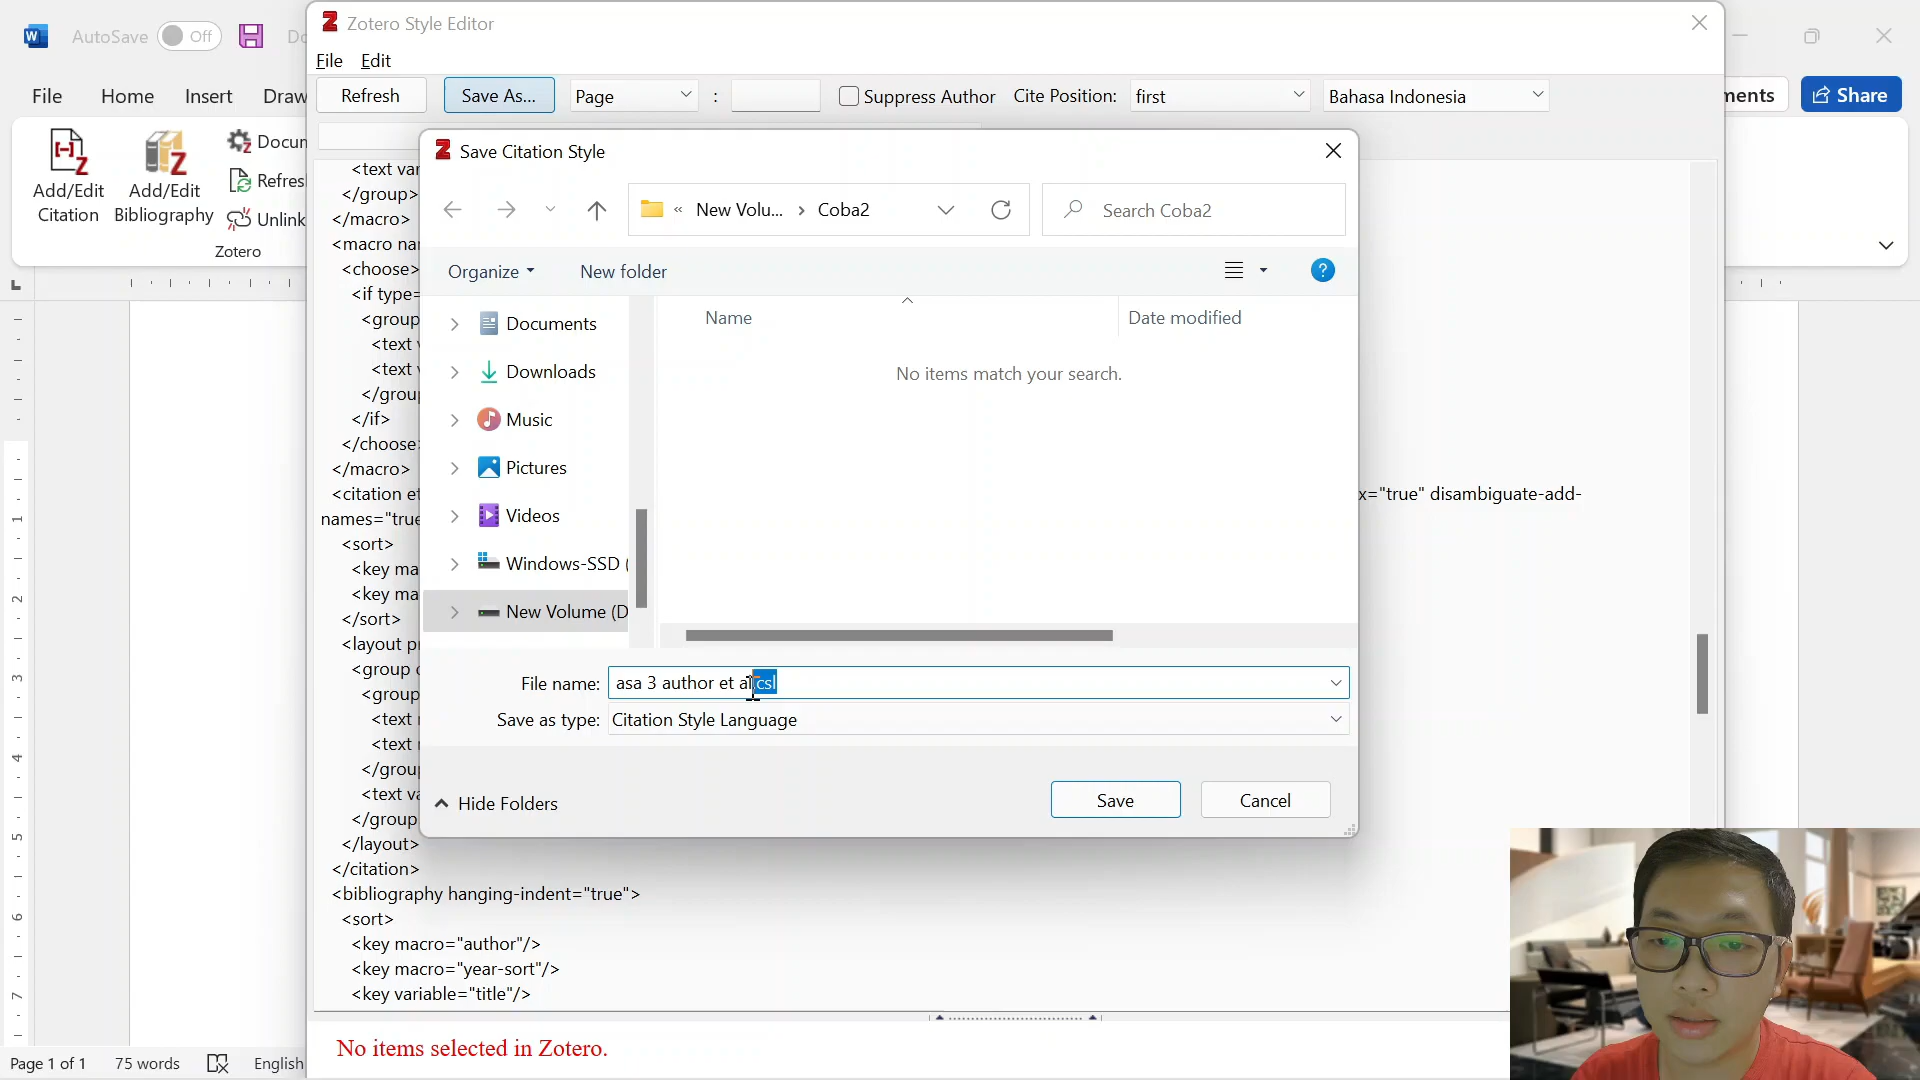 AutoSave Off
Zotero Style Editor
File Edit
File Home Insert
Refresh Save As... Page : Suppress Author Cite Position: first Bahasa Indonesia
Share
Add/Edit Citation
Add/Edit Bibliography
Unlink
Zotero
Save Citation Style
« New Volu... › Coba2
Search Coba2
Organize New folder
Name Date modified
No items match your search.
Documents
Downloads
Music
Pictures
Videos
Windows-SSD (
New Volume (D
File name: asa 3 author et al.csl
Save as type: Citation Style Language
Hide Folders Save Cancel
</group>
</macro>
<choose>
</if>
</macro>
x="true" disambiguate-add-
<sort>
</sort>
</layout>
</citation>
<bibliography hanging-indent="true">
<sort>
<key macro="author"/>
<key macro="year-sort"/>
<key variable="title"/>
No items selected in Zotero.
Page 1 of 1 75 words English